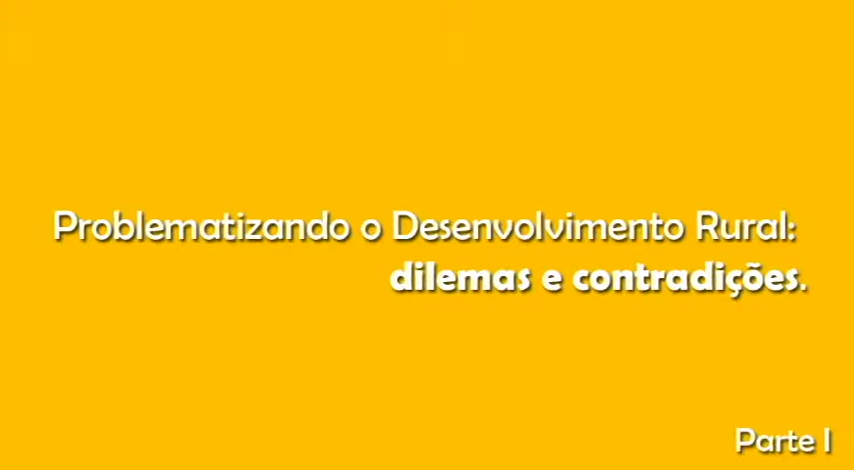 Problematizando o Desenvolvimento Rural:
dilemas e contradições.
Parte I